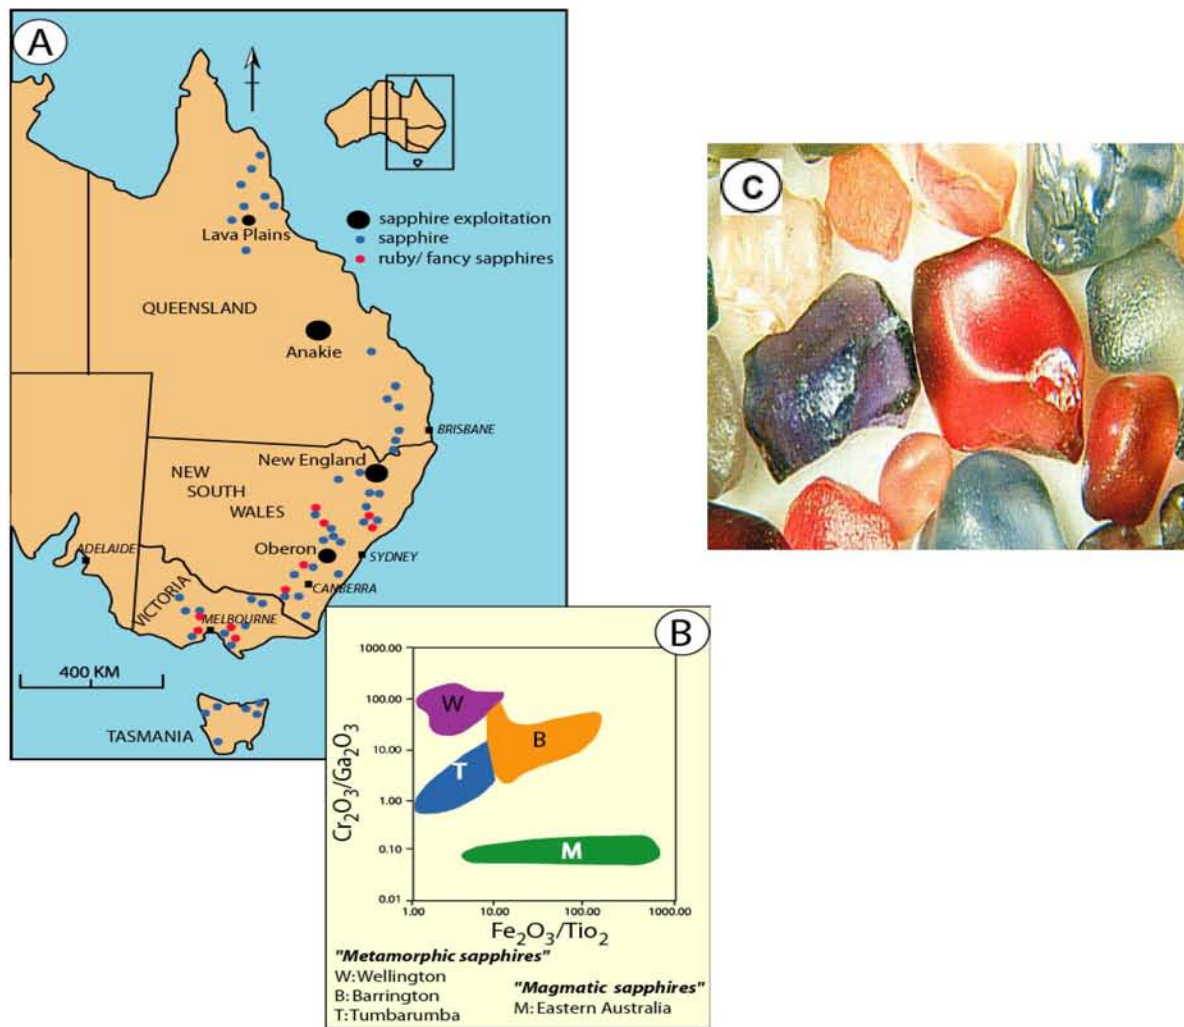 A
sapphire exploitation
sapphire
ruby/ fancy sapphires
Lava Plains
QUEENSLAND
Anakie
BRISBANE
New England
NEW
SOUTH
WALES
Oberon
SYDNEY
ADELAIDE
CANBERRA
VICTORIA
MELBOURNE
400 KM
TASMANIA
C
B
1000.00
100.00
10.00
1.00
0.10
0.01
Cr₂O₃/Ga₂O₃
W
B
T
M
1.00 10.00 100.00 1000.00
Fe₂O₃/Tio₂
"Metamorphic sapphires"
W:Wellington
B: Barrington
T:Tumbarumba
"Magmatic sapphires"
M: Eastern Australia